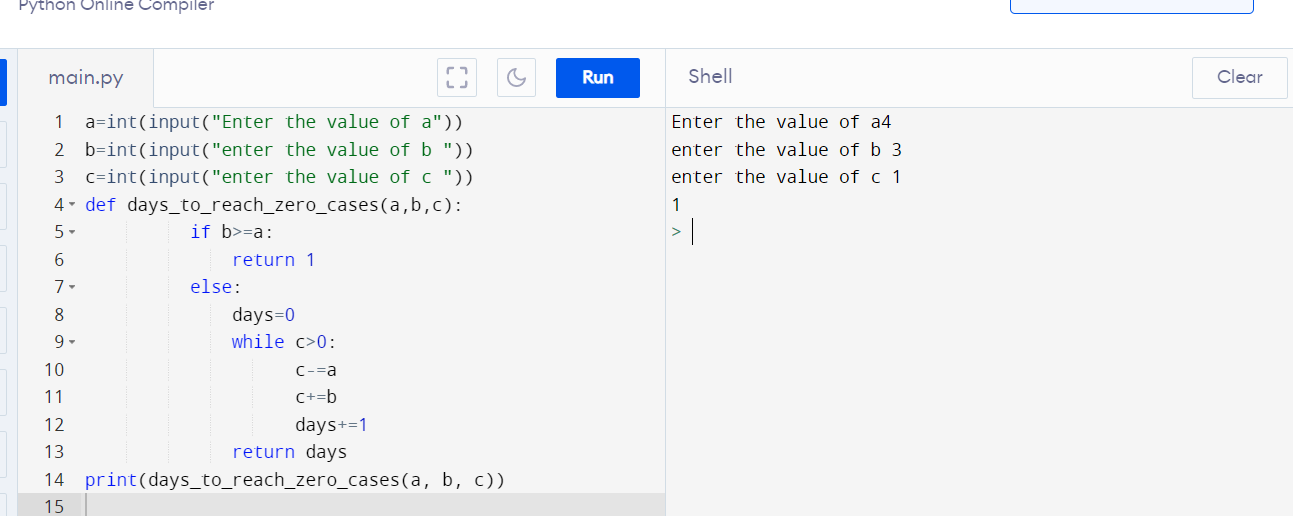 Python Online Compiler
main.py
Run
Shell
Clear
1 a=int(input("Enter the value of a"))
2 b=int(input("enter the value of b "))
3 c=int(input("enter the value of c "))
4 def days_to_reach_zero_cases(a,b,c):
5 if b>=a:
6 return 1
7 else:
8 days=0
9 while c>0:
10 c-=a
11 c+=b
12 days+=1
13 return days
14 print(days_to_reach_zero_cases(a, b, c))
15
Enter the value of a4
enter the value of b 3
enter the value of c 1
1
>